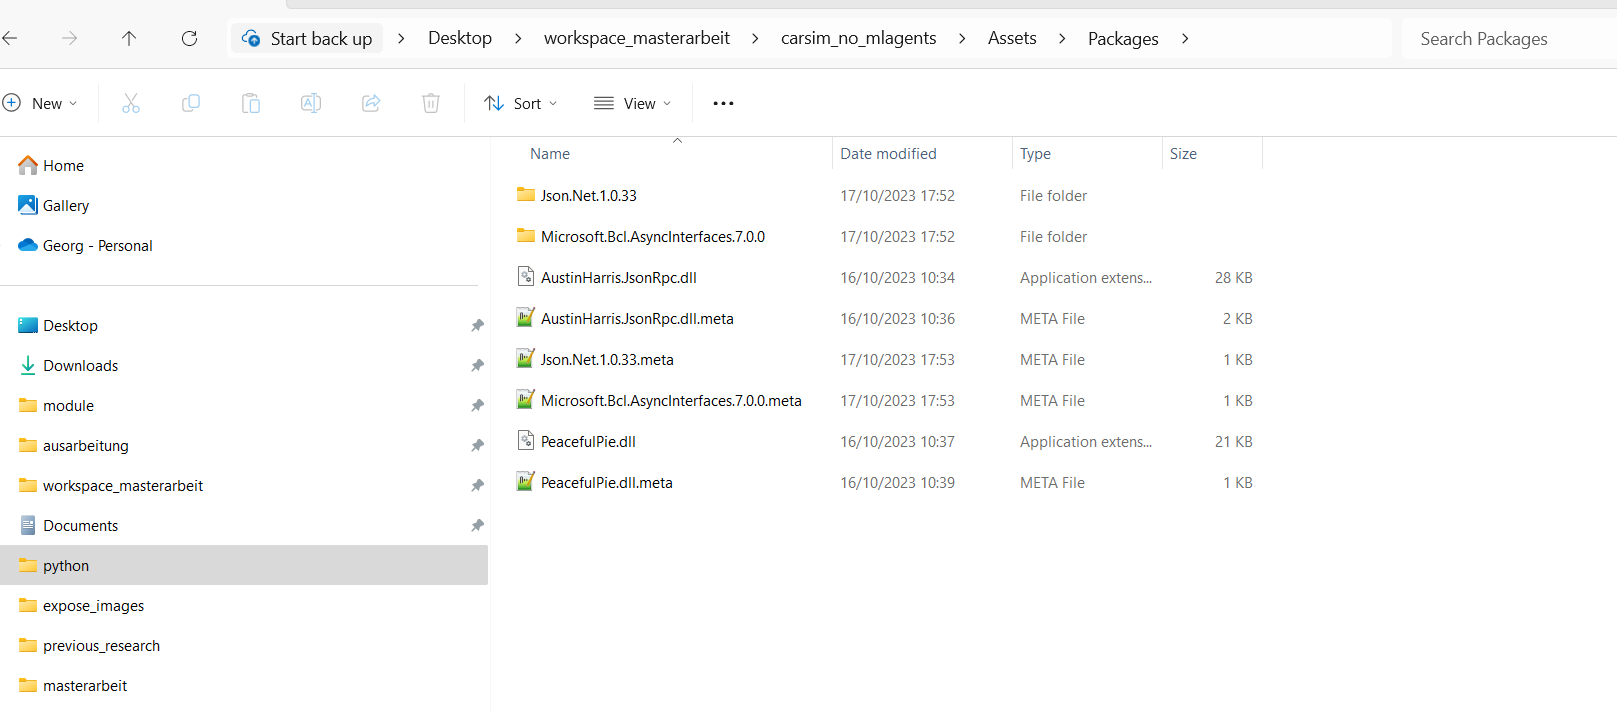 Start back up > Desktop > workspace_masterarbeit > carsim_no_mlagents > Assets > Packages >
Search Packages
New
Sort
View
Name Date modified Type Size
Home
Gallery
Georg - Personal
Desktop
Downloads
module
ausarbeitung
workspace_masterarbeit
Documents
python
expose_images
previous_research
masterarbeit
Json.Net.1.0.33 17/10/2023 17:52 File folder
Microsoft.Bcl.AsyncInterfaces.7.0.0 17/10/2023 17:52 File folder
AustinHarris.JsonRpc.dll 16/10/2023 10:34 Application extens... 28 KB
AustinHarris.JsonRpc.dll.meta 16/10/2023 10:36 META File 2 KB
Json.Net.1.0.33.meta 17/10/2023 17:53 META File 1 KB
Microsoft.Bcl.AsyncInterfaces.7.0.0.meta 17/10/2023 17:53 META File 1 KB
PeacefulPie.dll 16/10/2023 10:37 Application extens... 21 KB
PeacefulPie.dll.meta 16/10/2023 10:39 META File 1 KB